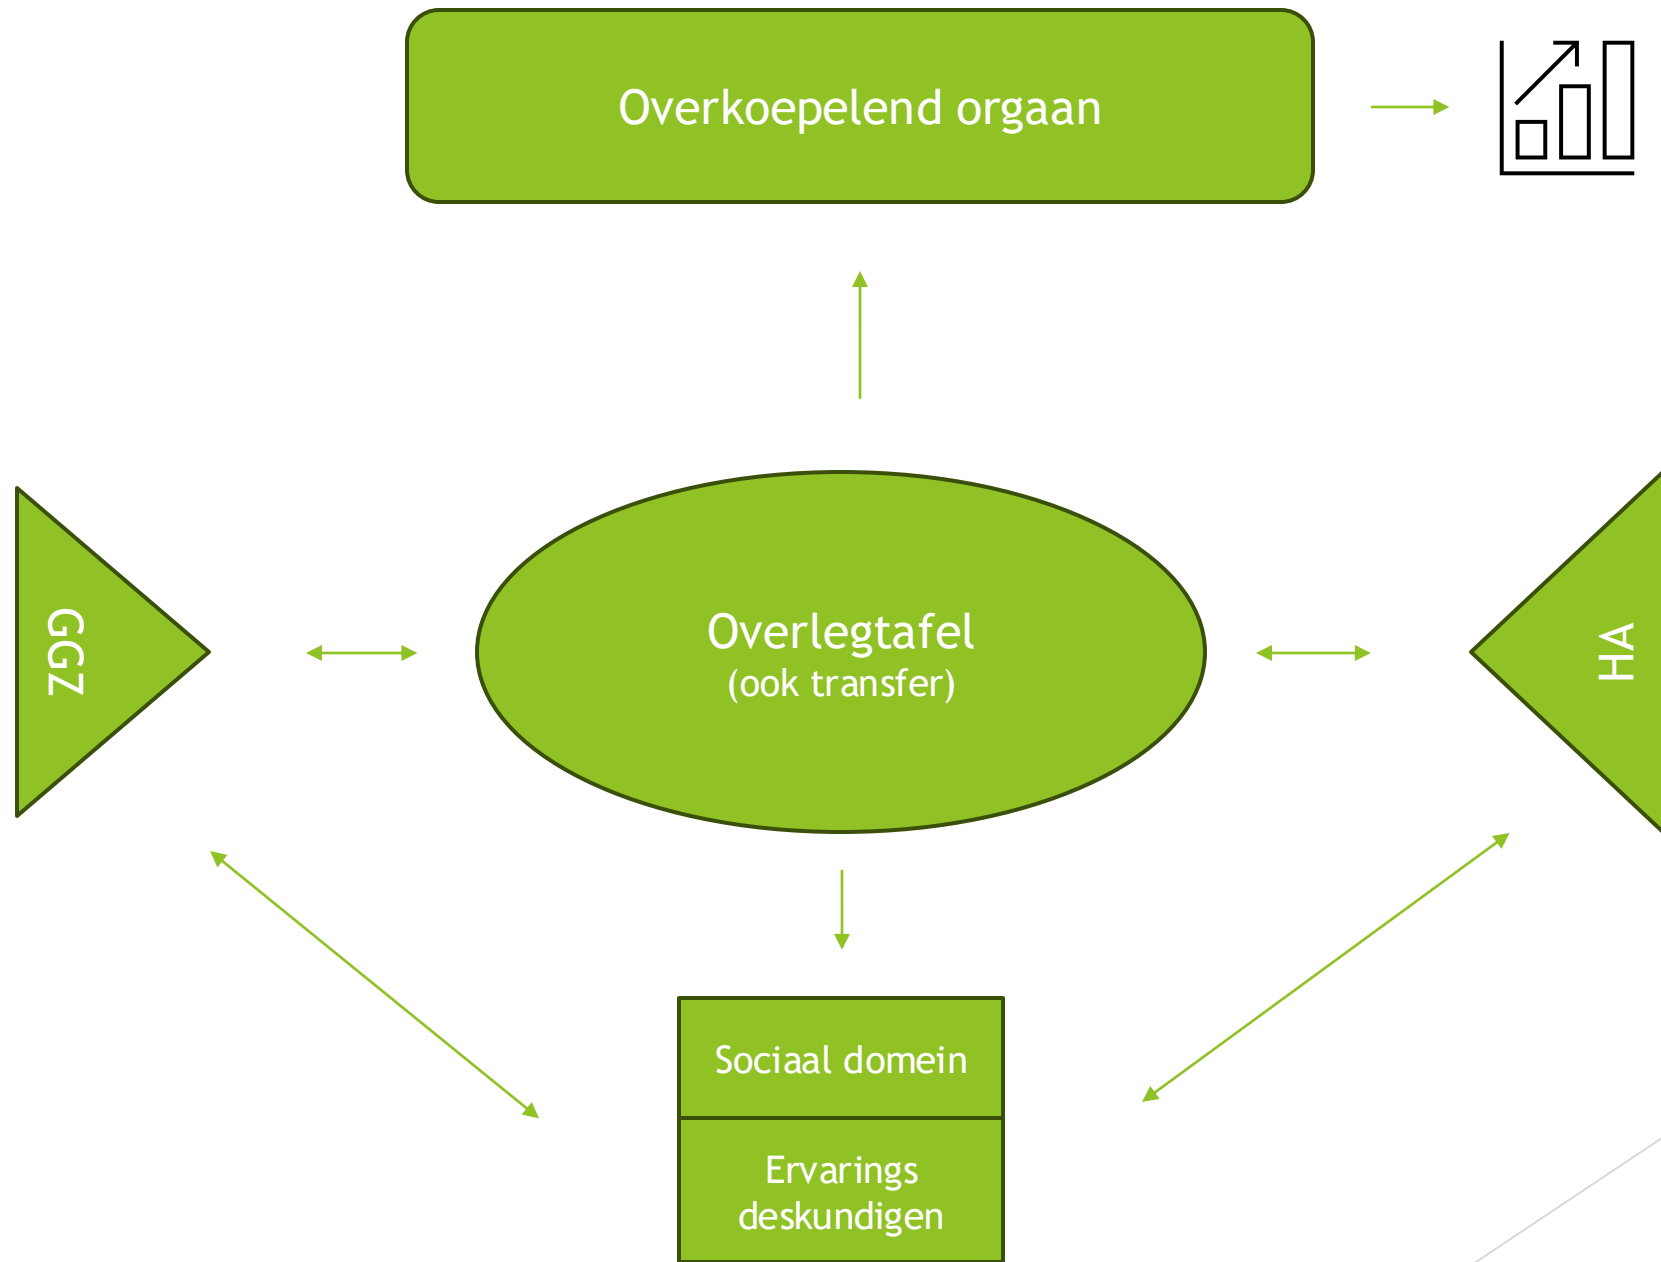 Overkoepelend orgaan
GGZ
Overlegtafel
(ook transfer)
HA
Sociaal domein
Ervarings
deskundigen